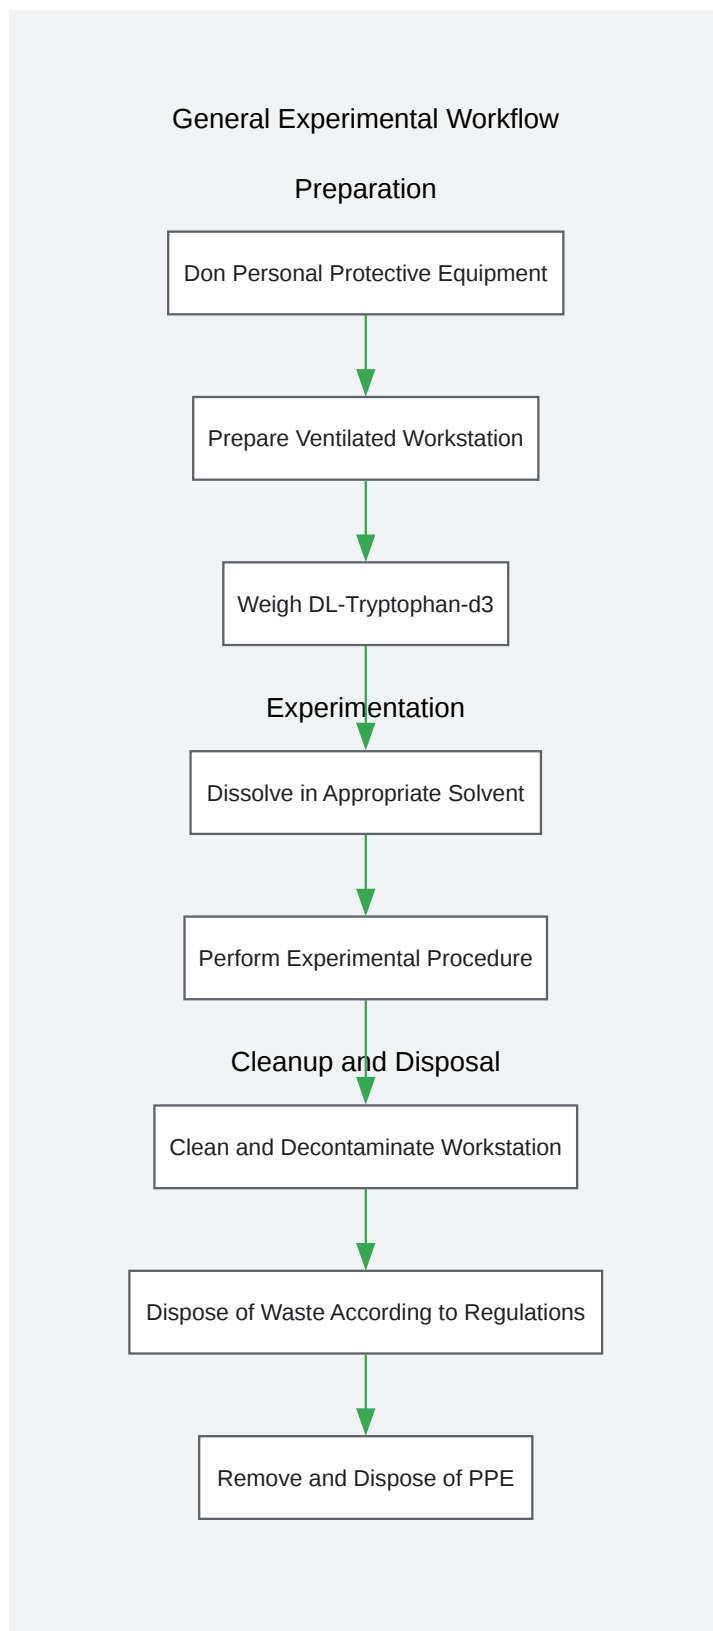 General Experimental Workflow
Preparation
Don Personal Protective Equipment
Prepare Ventilated Workstation
Weigh DL-Tryptophan-d3
Experimentation
Dissolve in Appropriate Solvent
Perform Experimental Procedure
Cleanup and Disposal
Clean and Decontaminate Workstation
Dispose of Waste According to Regulations
Remove and Dispose of PPE